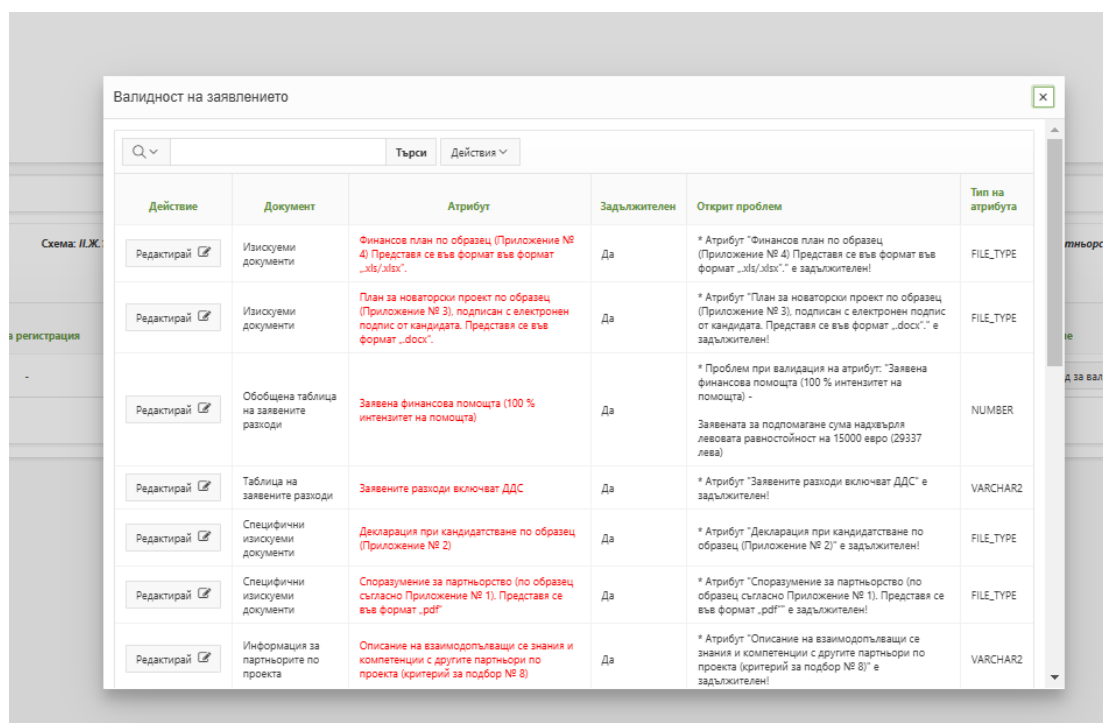 Валидност на заявлението
Търси
Действия
Действие
Документ
Атрибут
Задължителен
Открит проблем
Тип на
атрибута
Схема: II.Ж.
а регистрация
-
Редактирай
Изискуеми
документи
Финансов план по образец (Приложение №
4) Представя се във формат във формат
„.xls/.xlsx".
Да
* Атрибут "Финансов план по образец
(Приложение № 4) Представя се във формат във
формат „.xls/.xlsx"." е задължителен!
FILE_TYPE
Редактирай
Изискуеми
документи
План за новаторски проект по образец
(Приложение № 3), подписан с електронен
подпис от кандидата. Представя се във
формат „.docx".
Да
* Атрибут "План за новаторски проект по образец
(Приложение № 3), подписан с електронен подпис
от кандидата. Представя се във формат „.docx"." е
задължителен!
FILE_TYPE
Редактирай
Обобщена таблица
на заявените
разходи
Заявена финансова помощта (100 %
интензитет на помощта)
Да
* Проблем при валидация на атрибут: "Заявена
финансова помощта (100 % интензитет на
помощта) -
Заявената за подпомагане сума надхвърля
левовата равностойност на 15000 евро (29337
лева)
NUMBER
Редактирай
Таблица на
заявените разходи
Заявените разходи включват ДДС
Да
* Атрибут "Заявените разходи включват ДДС" е
задължителен!
VARCHAR2
Редактирай
Специфични
изискуеми
документи
Декларация при кандидатстване по образец
(Приложение № 2)
Да
* Атрибут "Декларация при кандидатстване по
образец (Приложение № 2)" е задължителен!
FILE_TYPE
Редактирай
Специфични
изискуеми
документи
Споразумение за партньорство (по образец
съгласно Приложение № 1). Представя се
във формат „pdf"
Да
* Атрибут "Споразумение за партньорство (по
образец съгласно Приложение № 1). Представя се
във формат „pdf"" е задължителен!
FILE_TYPE
Редактирай
Информация за
партньорите по
проекта
Описание на взаимодопълващи се знания и
компетенции с другите партньори по
проекта (критерий за подбор № 8)
Да
* Атрибут "Описание на взаимодопълващи се
знания и компетенции с другите партньори по
проекта (критерий за подбор № 8)" е
задължителен!
VARCHAR2
тньорс
ие
д за вал